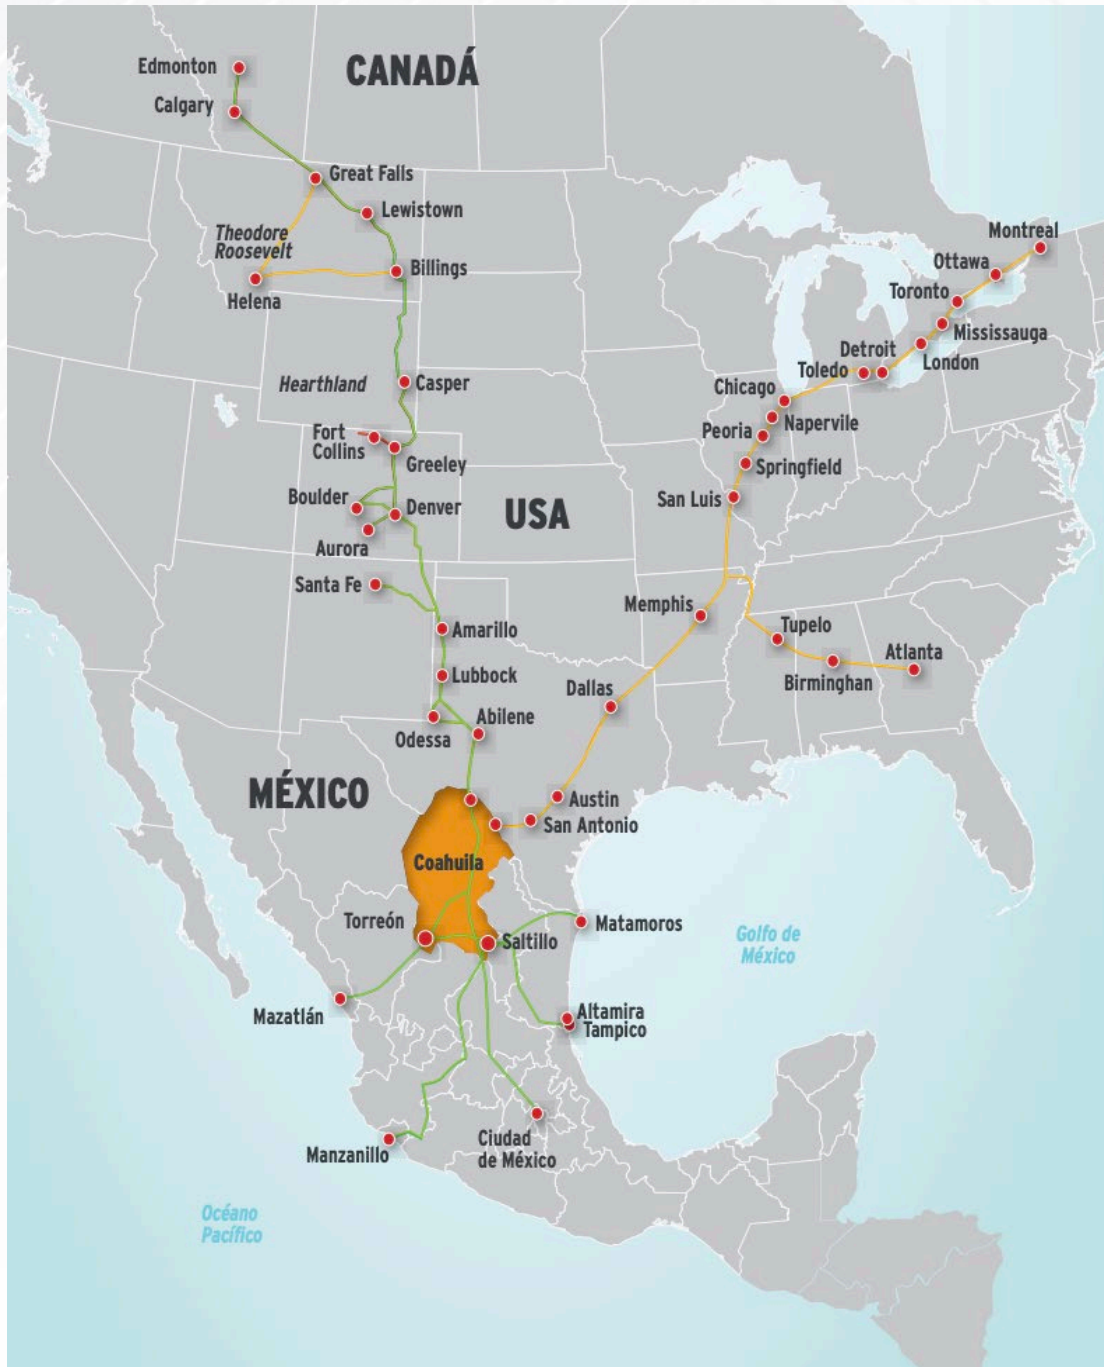 CANADÁ
Edmonton
Calgary
Great Falls
Lewistown
Theodore
Roosevelt
Billings
Helena
Montreal
Ottawa
Toronto
Mississauga
London
Detroit
Toledo
Hearthland
Casper
Chicago
Napervile
Peoria
Springfield
San Luis
Fort
Collins
Greeley
Boulder
Denver
USA
Aurora
Santa Fe
Amarillo
Memphis
Tupelo
Atlanta
Birminghan
Lubbock
Dallas
Abilene
Odessa
MÉXICO
Austin
San Antonio
Coahuila
Torreón
Saltillo
Matamoros
Golfo de
México
Mazatlán
Altamira
Tampico
Manzanillo
Ciudad
de México
Océano
Pacífico